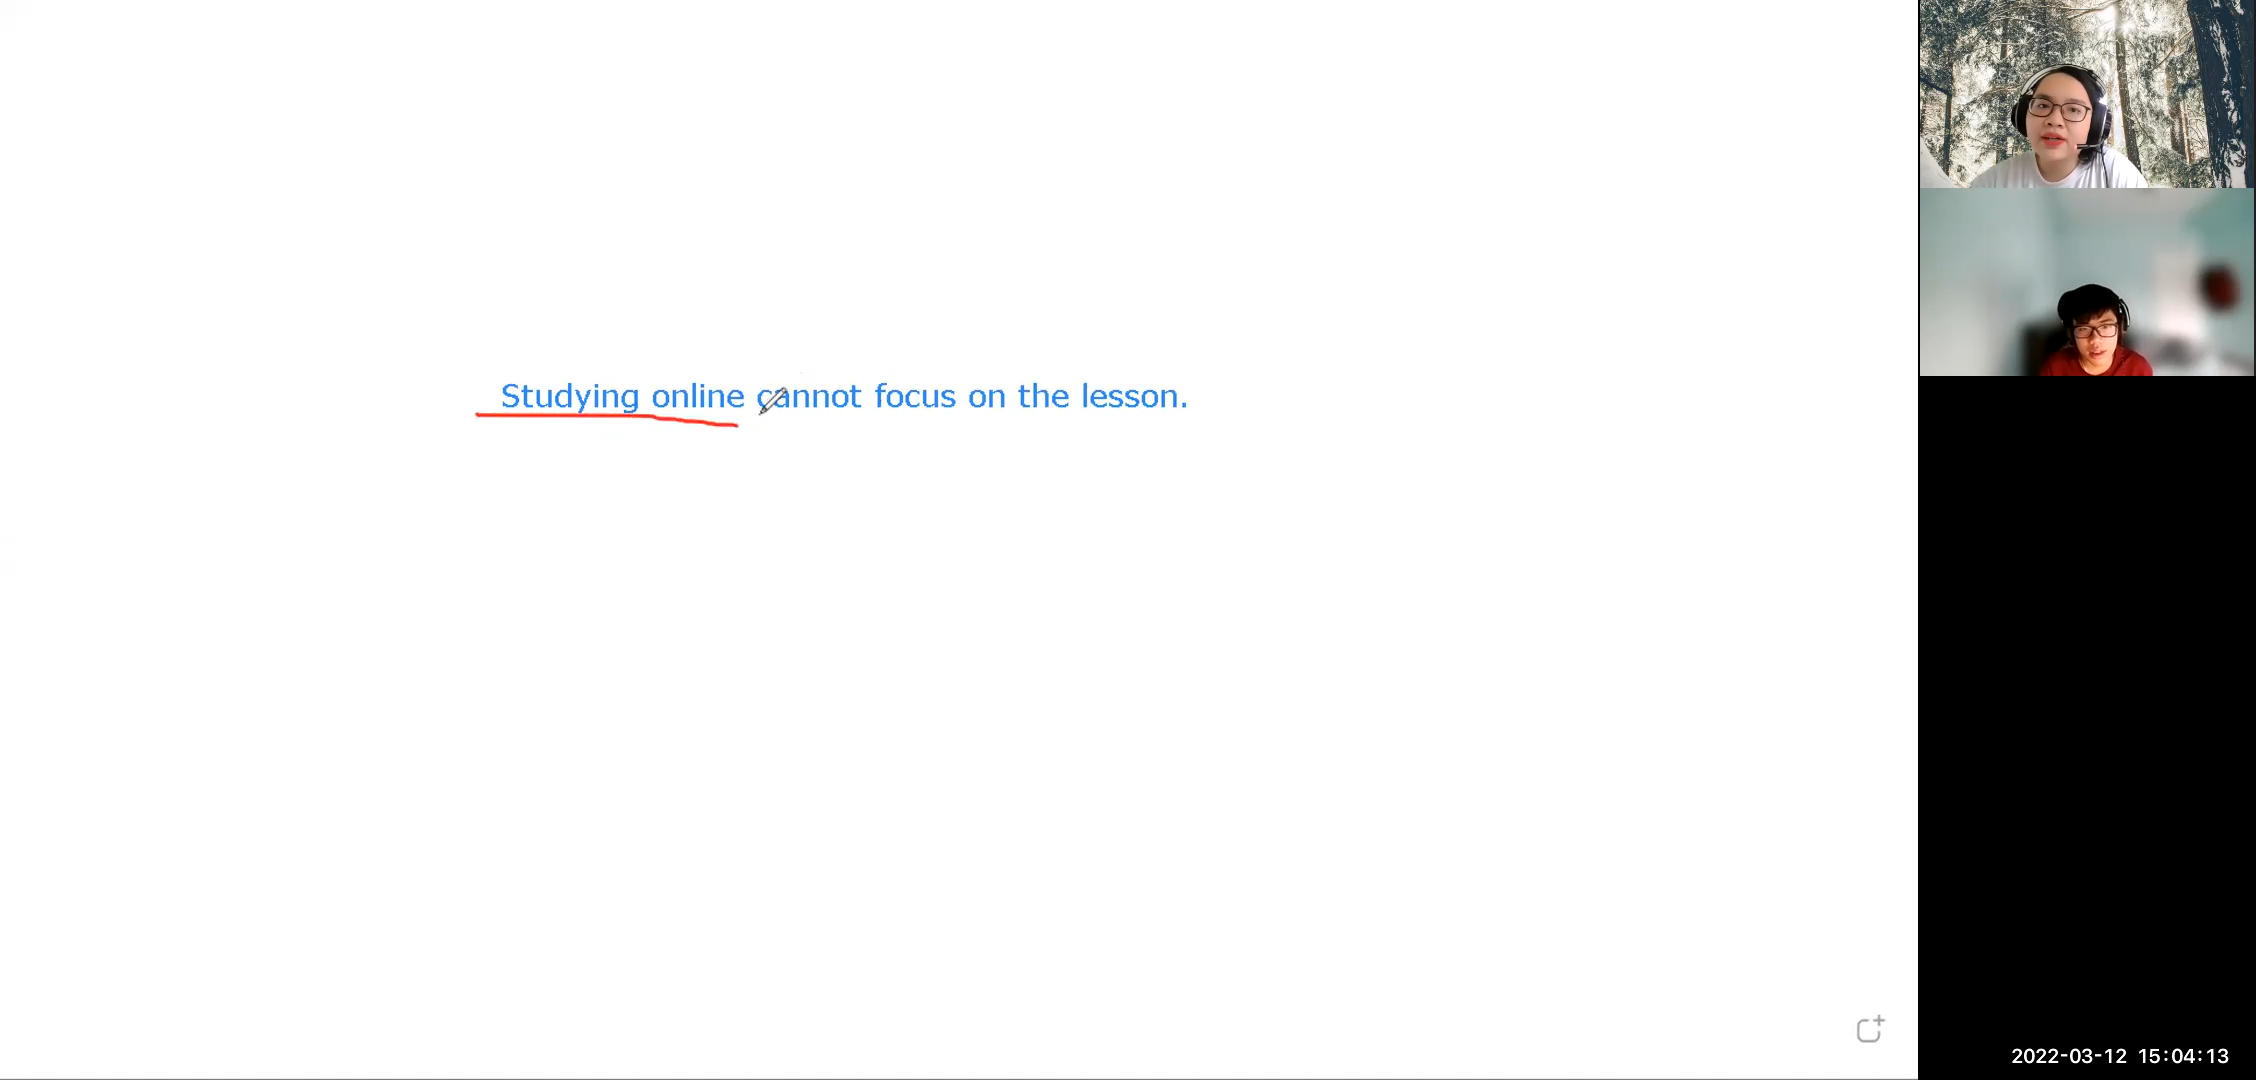 Studying online cannot focus on the lesson.
2022-03-12 15:04:13